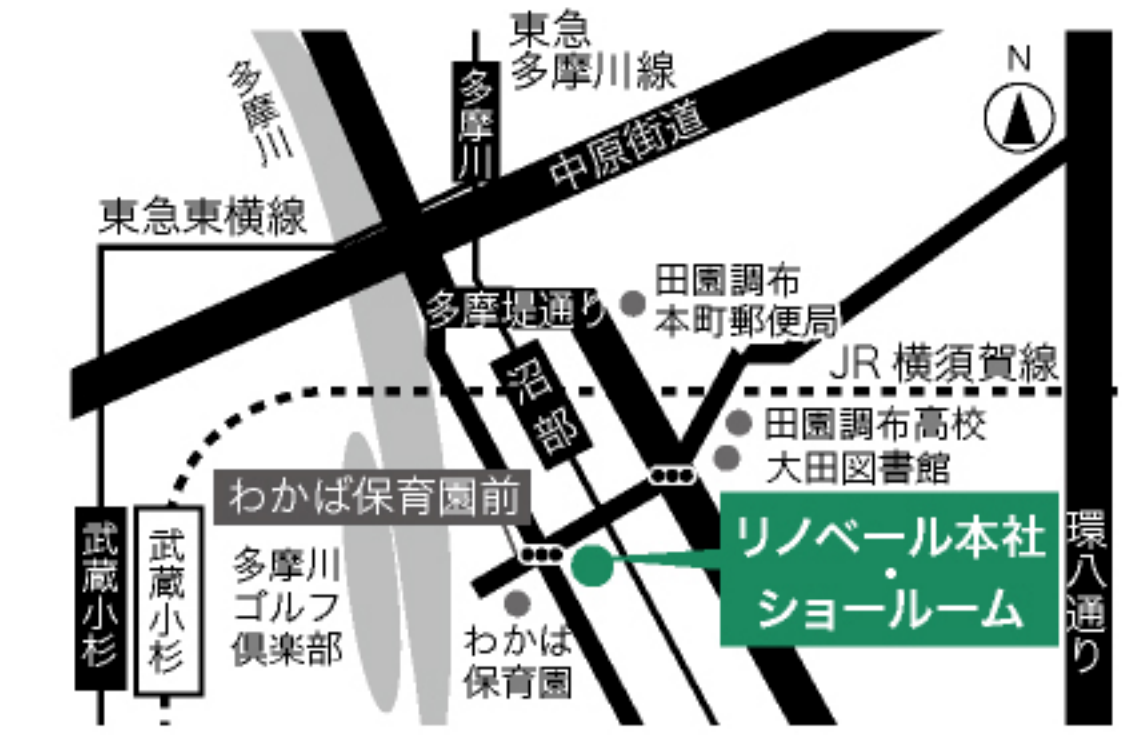 東急
多摩川線
N
多摩川
多摩川
中原街道
東急東横線
多摩堤通り
田園調布
本町郵便局
JR 横須賀線
沼部
田園調布高校
大田図書館
わかば保育園前
リノベール本社
・
ショールーム
環八通り
武蔵小杉
武蔵小杉
多摩川
ゴルフ
倶楽部
わかば
保育園